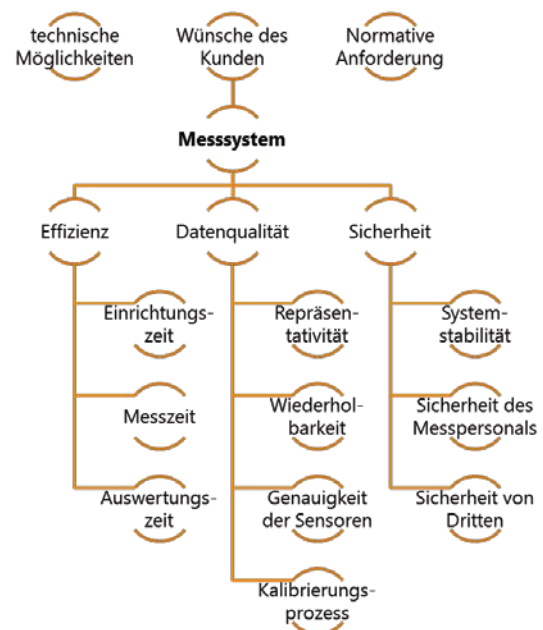 technische
Möglichkeiten
Wünsche des
Kunden
Normative
Anforderung
Messsystem
Effizienz
Datenqualität
Sicherheit
Einrichtungs-
zeit
Repräsen-
tativität
System-
stabilität
Messzeit
Wiederhol-
barkeit
Sicherheit des
Messpersonals
Auswertungs-
zeit
Genauigkeit
der Sensoren
Sicherheit von
Dritten
Kalibrierungs-
prozess